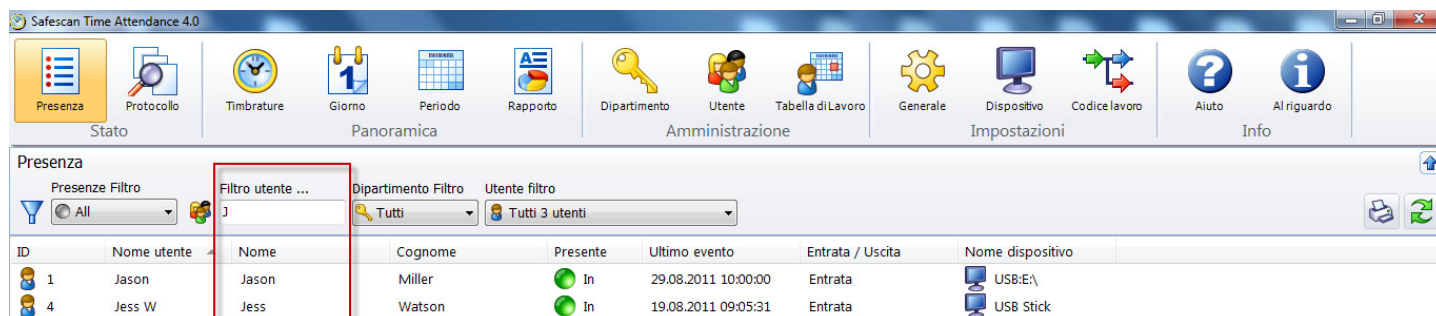 Safescan Time Attendance 4.0
Presenza Protocollo Timbrature Giorno Periodo Rapporto Dipartimento Utente Tabella di Lavoro Generale Dispositivo Codice lavoro Aiuto Al riguardo
Stato Panoramica Amministrazione Impostazioni Info
Presenza
Presenze Filtro Filtro utente ... Dipartimento Filtro Utente filtro
All J Tutti Tutti 3 utenti
ID Nome utente Nome Cognome Presente Ultimo evento Entrata / Uscita Nome dispositivo
1 Jason Jason Miller In 29.08.2011 10:00:00 Entrata USB:E:\
4 Jess W Jess Watson In 19.08.2011 09:05:31 Entrata USB Stick